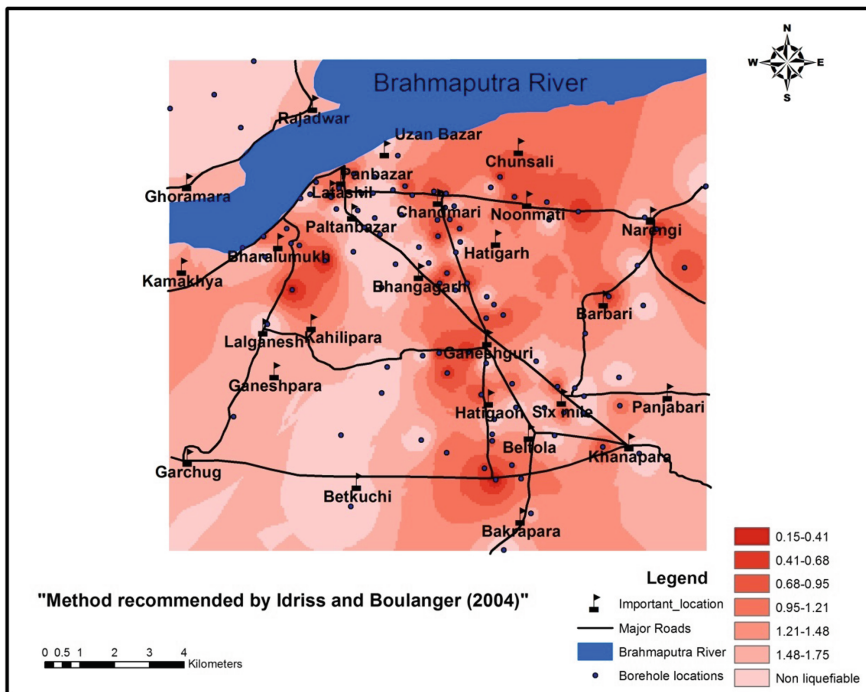 N
W E
S
Brahmaputra River
Rajadwar
Uzan Bazar
Chunsali
Panbazar
Ghoramara
Latashil
Chandmari
Noonmati
Paltanbazar
Narengi
Bharalumukh
Hatigarh
Kamakhya
Bhangagarh
Barbari
Lalganesh
Kahilipara
Ganeshguri
Ganeshpara
Hatigaon
Six mile
Panjabari
Beltola
Khanapara
Garchug
Betkuchi
Bakrapara
"Method recommended by Idriss and Boulanger (2004)"
0 0.5 1 2 3 4
Kilometers
Legend
Important_location
Major Roads
Brahmaputra River
Borehole locations
0.15-0.41
0.41-0.68
0.68-0.95
0.95-1.21
1.21-1.48
1.48-1.75
Non liquefiable